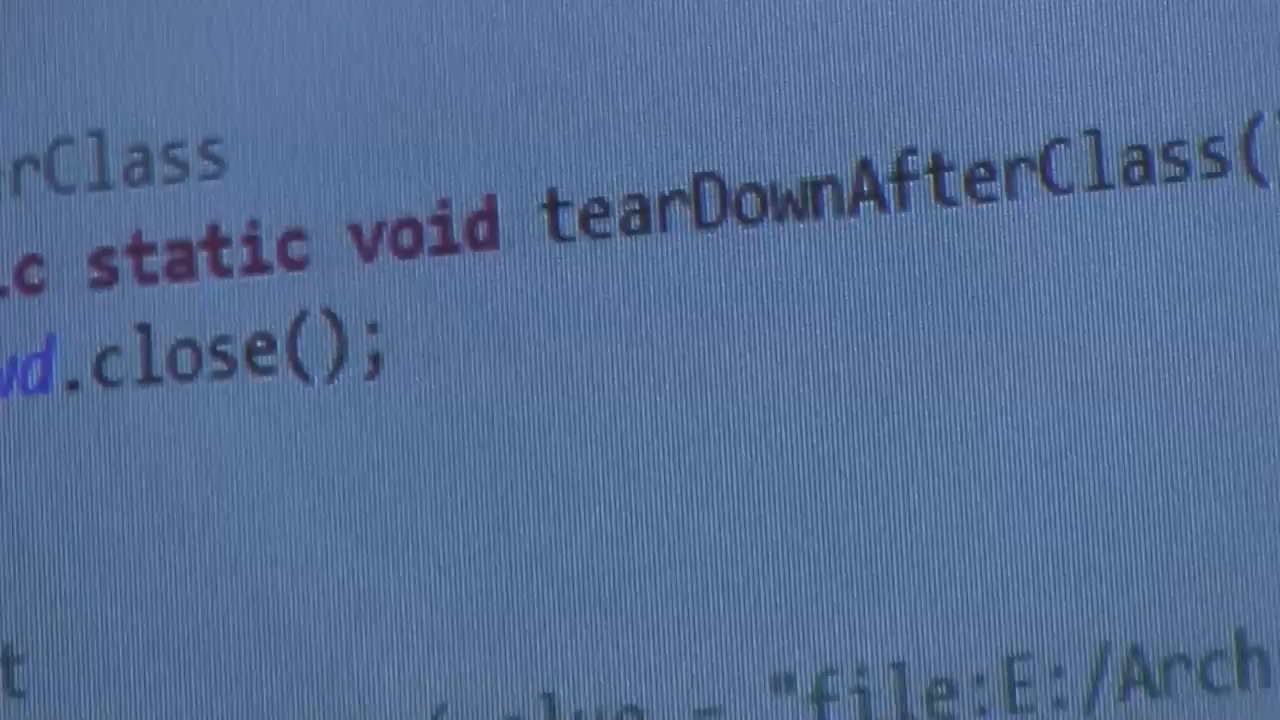 rClass
c static void tearDownAfterClass(
wd.close();
t
= "file:E:/Arch